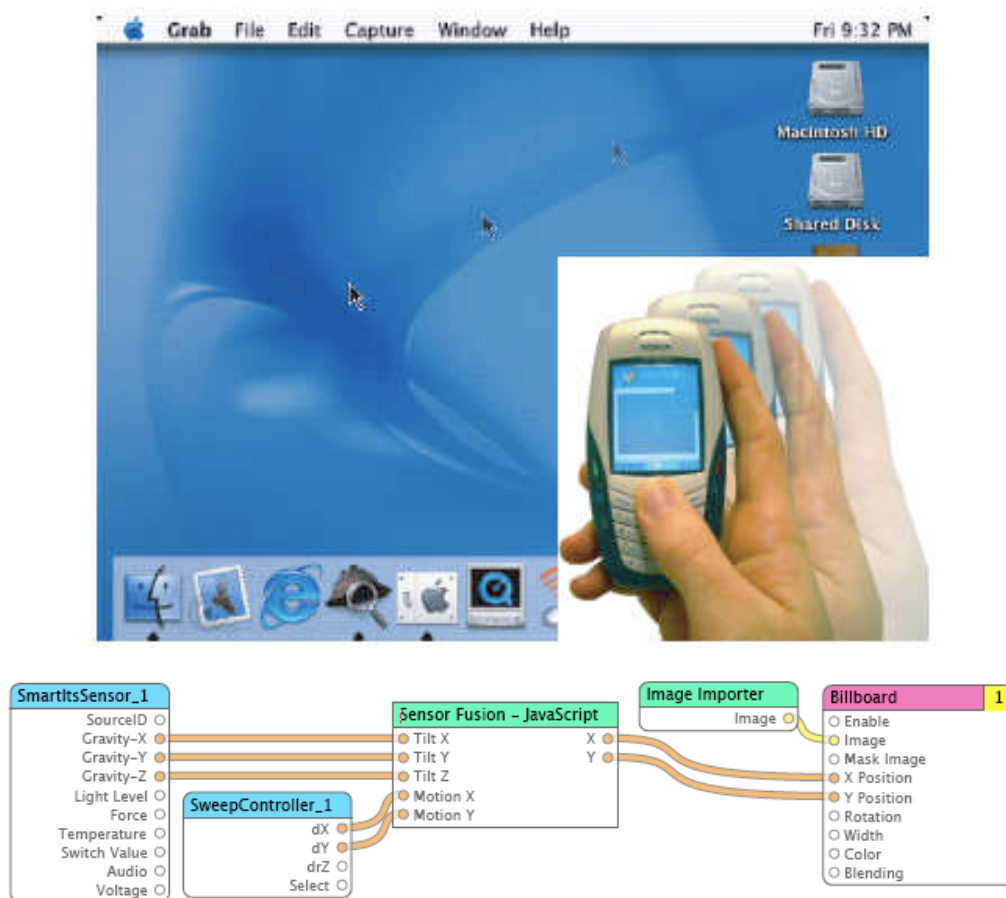 Grab File Edit Capture Window Help Fri 9:32 PM
Macintosh HD
Shared Disk
SmartItsSensor_1
SourceID
Gravity-X
Gravity-Y
Gravity-Z
Light Level
Force
Temperature
Switch Value
Audio
Voltage
SweepController_1
dX
dY
drZ
Select
Sensor Fusion - JavaScript
Tilt X X
Tilt Y Y
Tilt Z
Motion X
Motion Y
Image Importer
Image
Billboard 1
Enable
Image
Mask Image
X Position
Y Position
Rotation
Width
Color
Blending